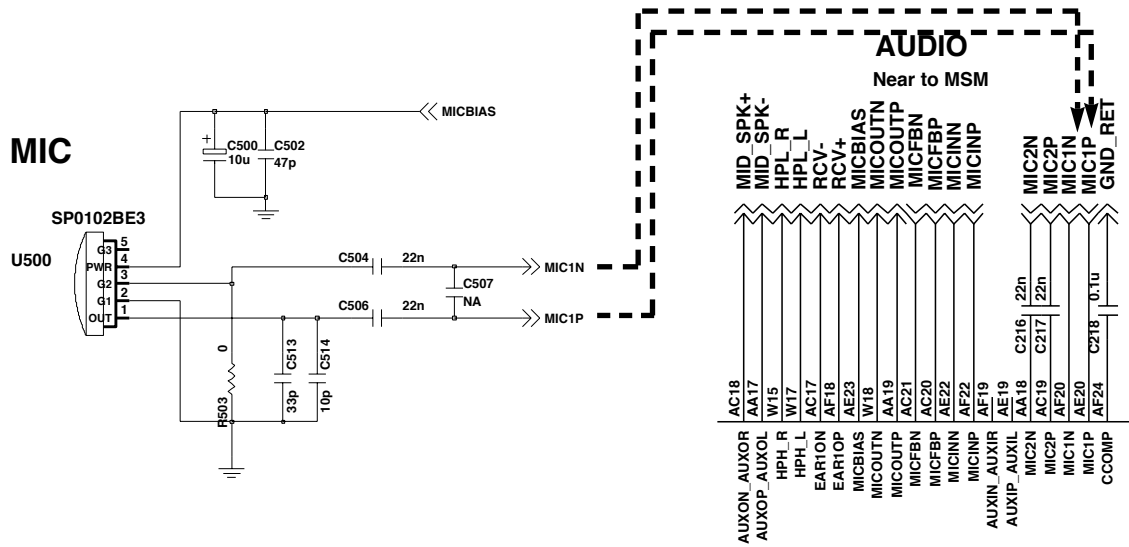 MIC
SP0102BE3
U500
G3
5
PWR
4
G2
3
G1
2
OUT
1
C500
10u
C502
47p
+
MICBIAS
C504
22n
MIC1N
C507
NA
C506
22n
MIC1P
0
R503
C513
33p
C514
10p
AUDIO
Near to MSM
MID_SPK+
MID_SPK-
HPL_R
HPL_L
RCV-
RCV+
MICBIAS
MICOUTN
MICOUTP
MICFBN
MICFBP
MICINN
MICINP
MIC2N
MIC2P
MIC1N
MIC1P
GND_RET
22n
22n
0.1u
C216
C217
C218
AC18
AA17
W15
W17
AC17
AF18
AE23
W18
AA19
AC21
AC20
AE22
AF22
AF19
AE19
AA18
AC19
AF20
AE20
AF24
AUXON_AUXOR
AUXOP_AUXOL
HPH_R
HPH_L
EAR1ON
EAR1OP
MICBIAS
MICOUTN
MICOUTP
MICFBN
MICFBP
MICINN
MICINP
AUXIN_AUXIR
AUXIP_AUXIL
MIC2N
MIC2P
MIC1N
MIC1P
CCOMP